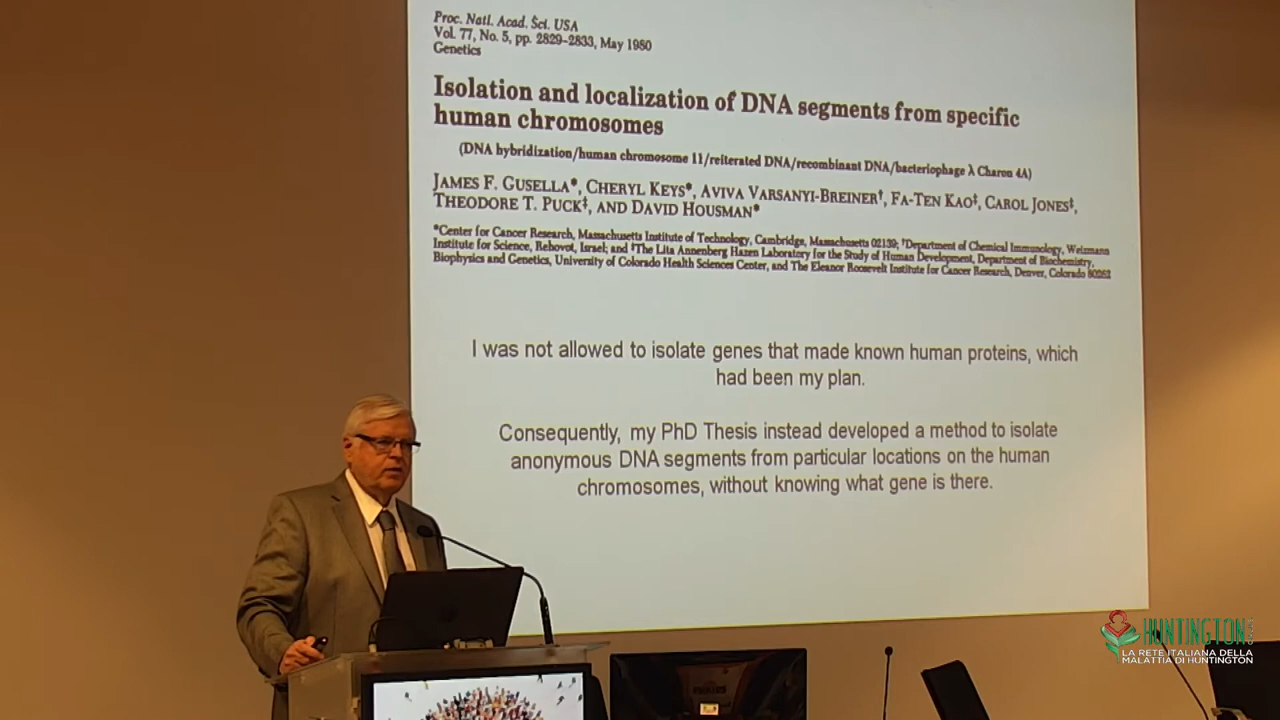 Proc. Natl. Acad. Sci. USA
Vol. 77, No. 5, pp. 2829–2833, May 1980
Genetics
Isolation and localization of DNA segments from specific
human chromosomes
(DNA hybridization/human chromosome 11/reiterated DNA/recombinant DNA/bacteriophage λ Charon 4A)
JAMES F. GUSELLA*, CHERYL KEYS*, AVIVA VARSANYI-BREINER†, FA-TEN KAO‡, CAROL JONES‡,
THEODORE T. PUCK‡, AND DAVID HOUSMAN*
*Center for Cancer Research, Massachusetts Institute of Technology, Cambridge, Massachusetts 02139; †Department of Chemical Immunology, Weizmann
Institute for Science, Rehovot, Israel; and ‡The Lita Annenberg Hazen Laboratory for the Study of Human Development, Department of Biochemistry,
Biophysics and Genetics, University of Colorado Health Sciences Center, and The Eleanor Roosevelt Institute for Cancer Research, Denver, Colorado 80262
I was not allowed to isolate genes that made known human proteins, which
had been my plan.
Consequently, my PhD Thesis instead developed a method to isolate
anonymous DNA segments from particular locations on the human
chromosomes, without knowing what gene is there.
HUNTINGTON
LA RETE ITALIANA DELLA
MALATTIA DI HUNTINGTON